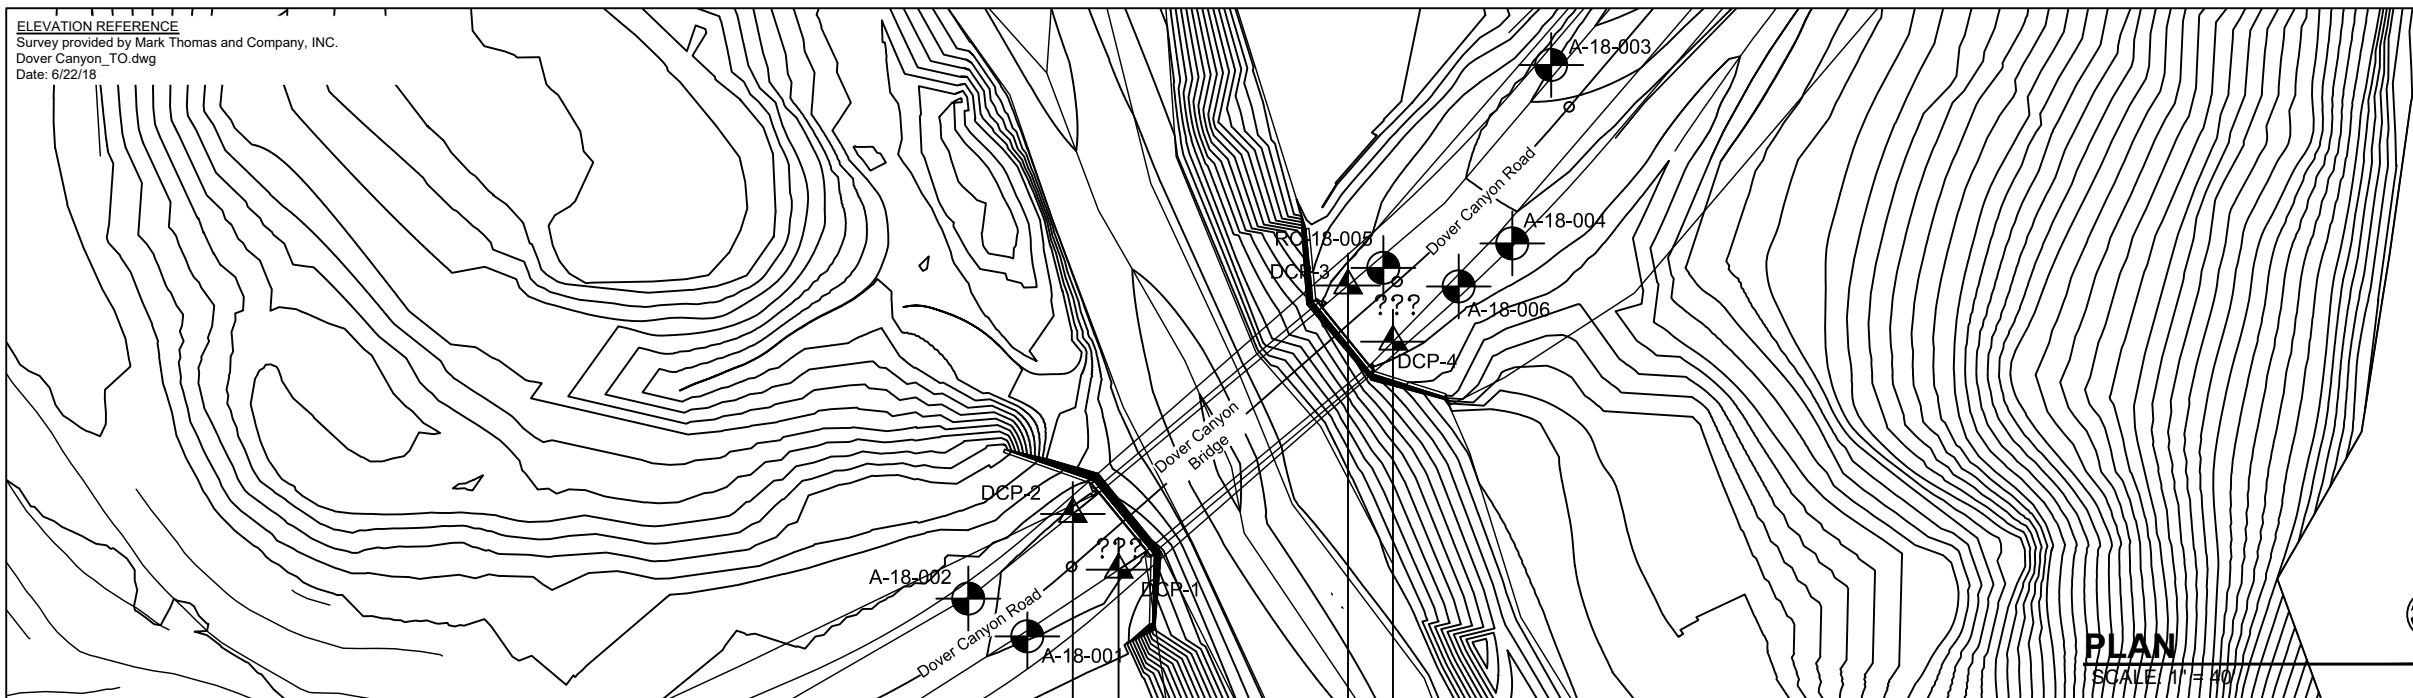 ELEVATION REFERENCE
Survey provided by Mark Thomas and Company, INC.
Dover Canyon_TO.dwg
Date: 6/22/18
A-18-003
Dover Canyon Road
A-18-004
RC-18-005
DCP-3
???
A-18-006
DCP-4
Dover Canyon
Bridge
DCP-2
???
A-18-002
DCP-1
Dover Canyon Road
A-18-001
PLAN
SCALE: 1" = 40'